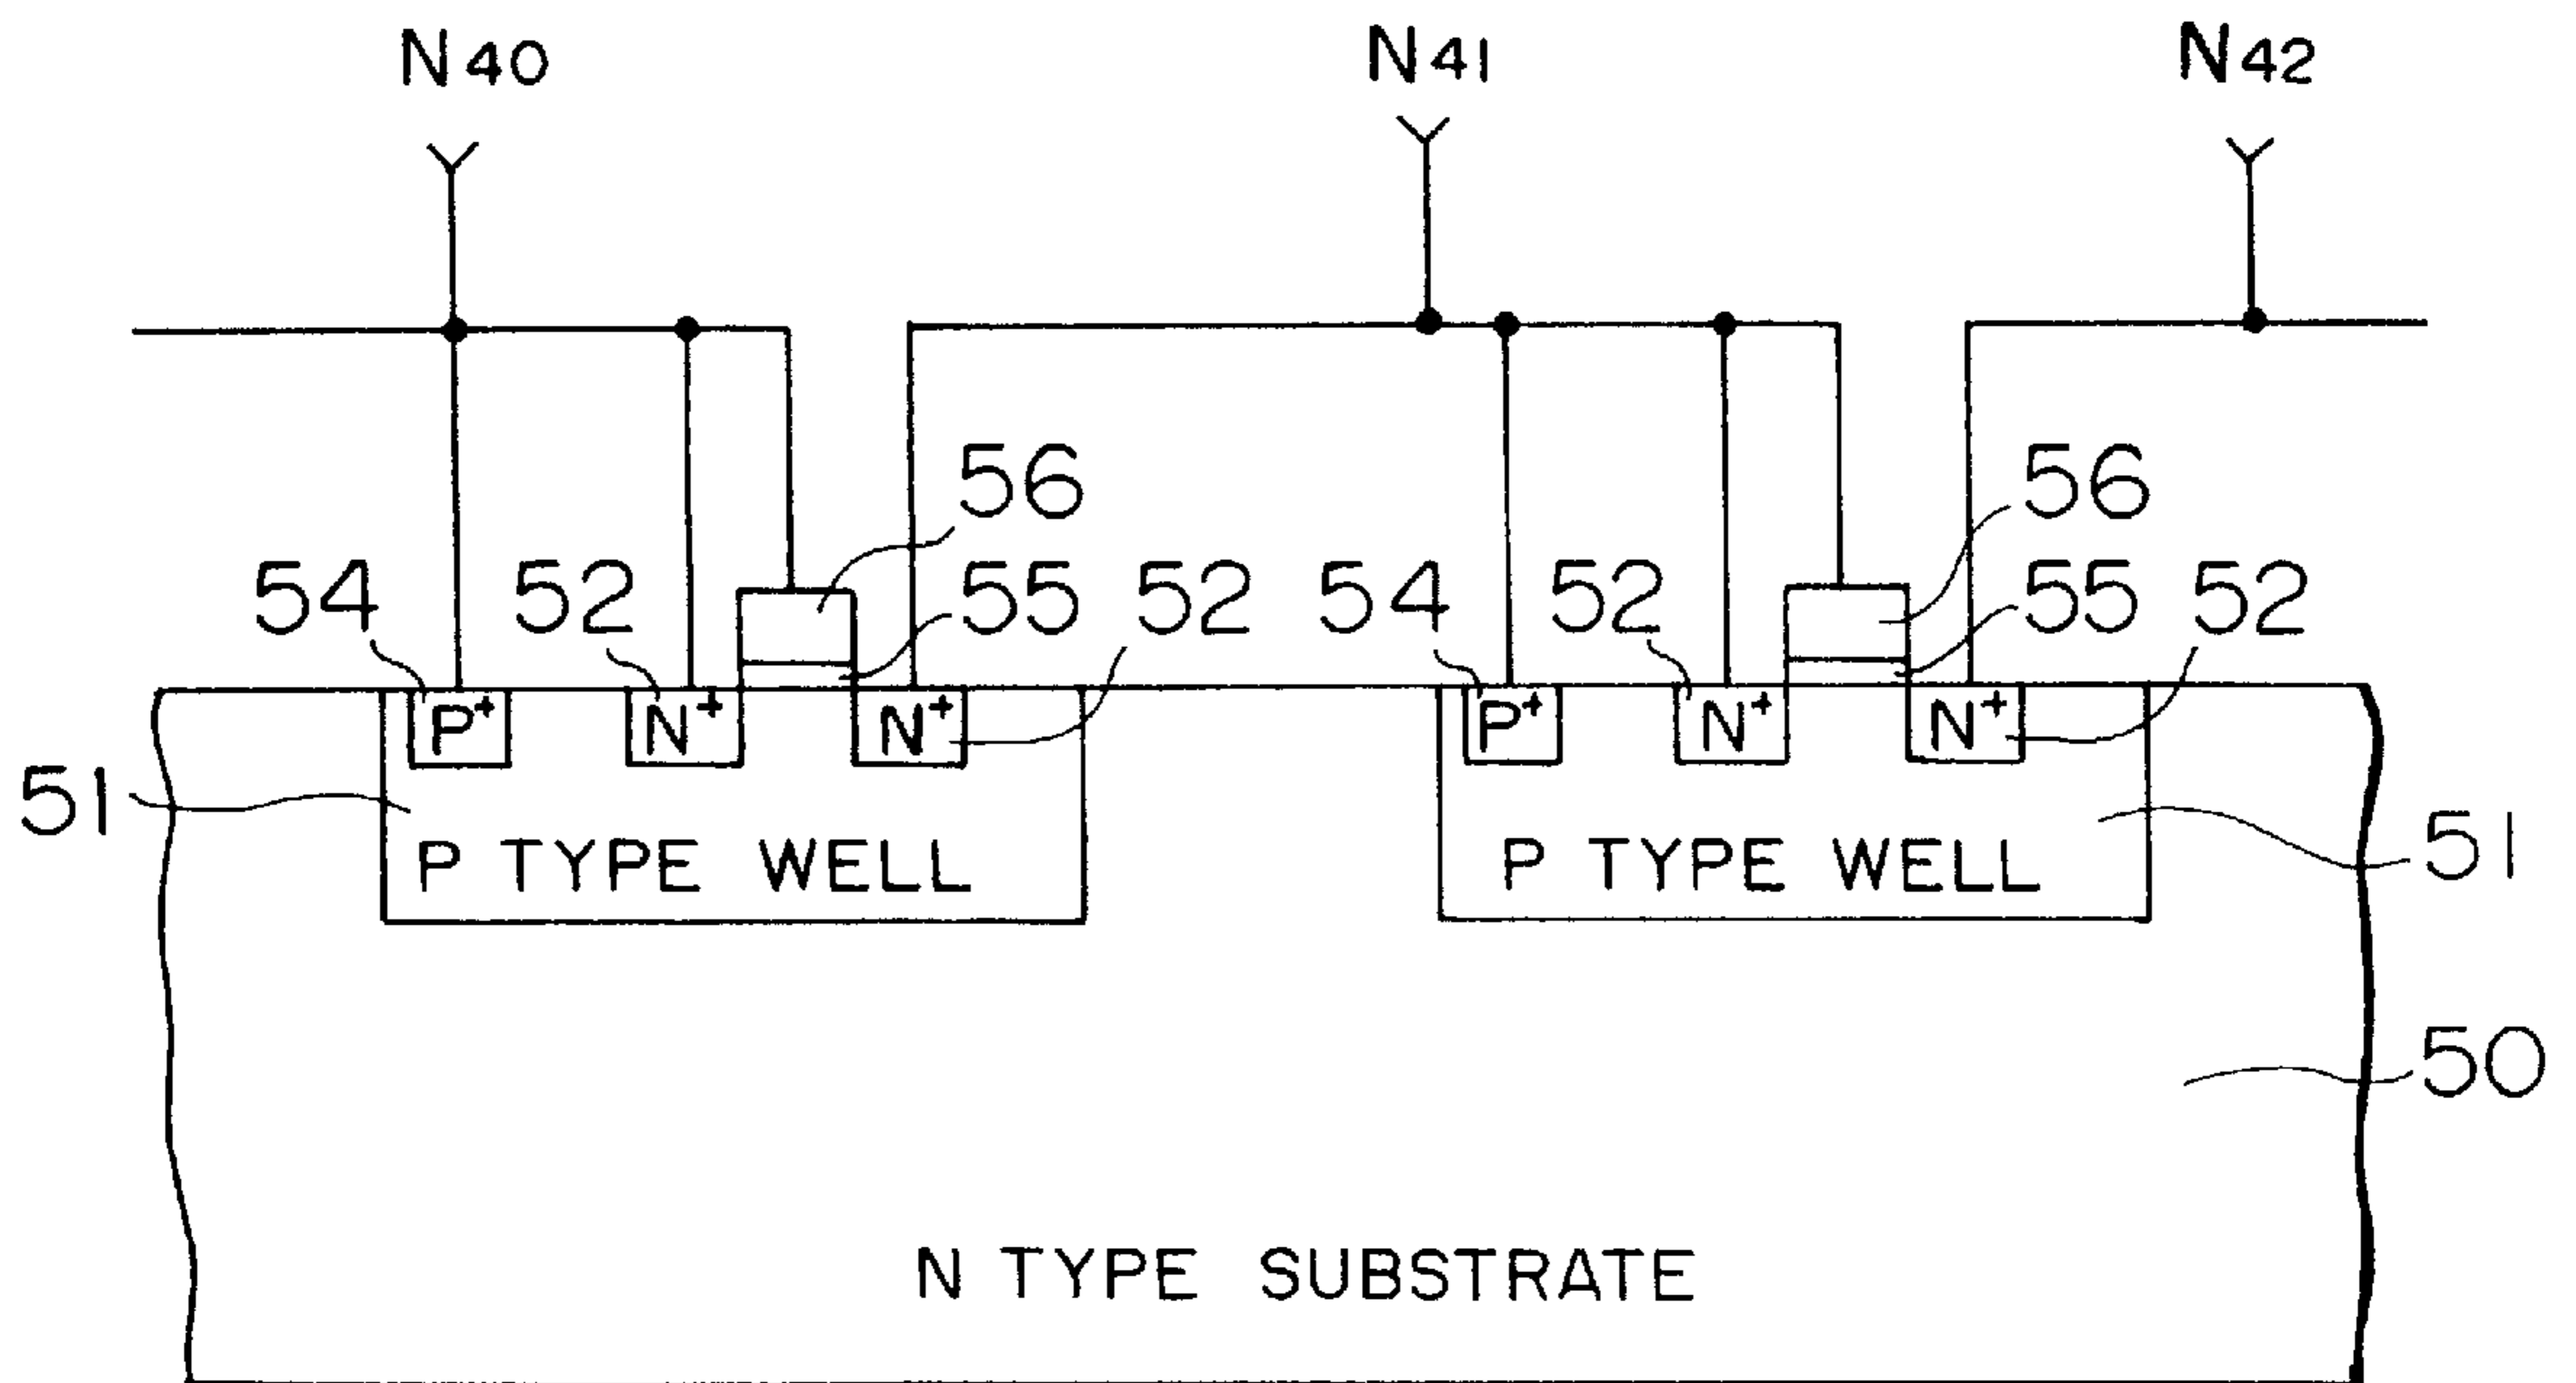 N40 N41 N42
56 56
54 52 55 52 54 52 55 52
P+ N+ N+ P+ N+ N+
51 P TYPE WELL P TYPE WELL 51
50
N TYPE SUBSTRATE